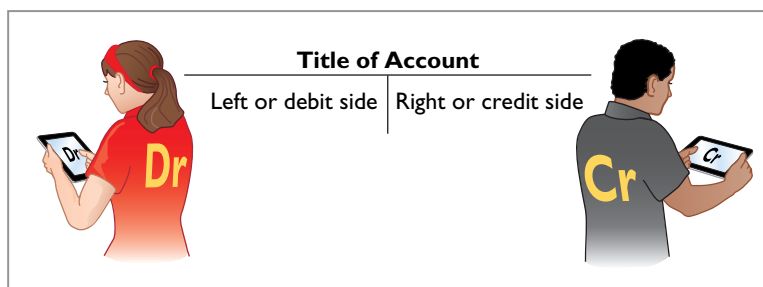 Title of Account
Left or debit side Right or credit side
Dr
Dr
Cr
Cr